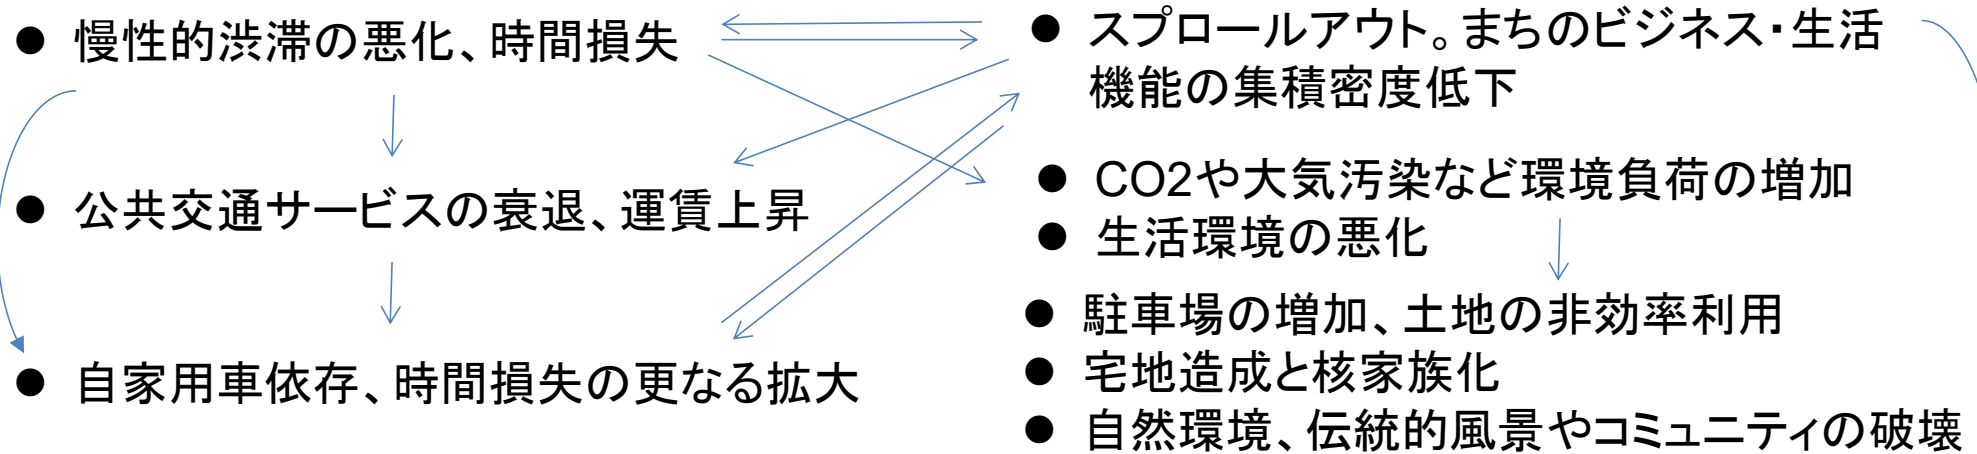 ● 慢性的渋滞の悪化、時間損失
● 公共交通サービスの衰退、運賃上昇
● 自家用車依存、時間損失の更なる拡大
● スプロールアウト。まちのビジネス・生活
機能の集積密度低下
● CO2や大気汚染など環境負荷の増加
● 生活環境の悪化
● 駐車場の増加、土地の非効率利用
● 宅地造成と核家族化
● 自然環境、伝統的風景やコミュニティの破壊